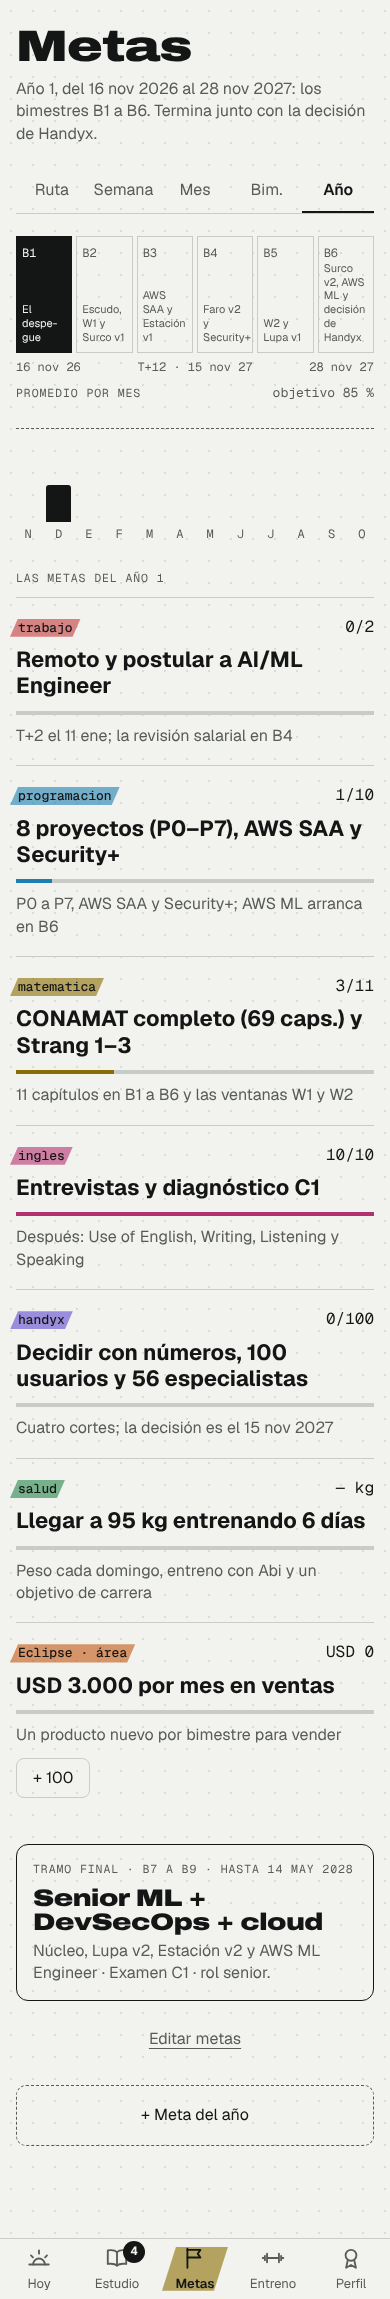 Metas
Año 1, del 16 nov 2026 al 28 nov 2027: los
bimestres B1 a B6. Termina junto con la decisión
de Handyx.
Ruta Semana Mes Bim. Año
B1 B2 B3 B4 B5 B6
El
despe-
gue
Escudo,
W1 y
Surco v1
AWS
SAA y
Estación
v1
Faro v2
y
Security+
W2 y
Lupa v1
Surco
v2, AWS
ML y
decisión
de
Handyx
16 nov 26 T+12 · 15 nov 27 28 nov 27
PROMEDIO POR MES objetivo 85 %
N D E F M A M J J A S O
LAS METAS DEL AÑO 1
trabajo 0/2
Remoto y postular a AI/ML
Engineer
T+2 el 11 ene; la revisión salarial en B4
programacion 1/10
8 proyectos (P0–P7), AWS SAA y
Security+
P0 a P7, AWS SAA y Security+; AWS ML arranca
en B6
matematica 3/11
CONAMAT completo (69 caps.) y
Strang 1–3
11 capítulos en B1 a B6 y las ventanas W1 y W2
ingles 10/10
Entrevistas y diagnóstico C1
Después: Use of English, Writing, Listening y
Speaking
handyx 0/100
Decidir con números, 100
usuarios y 56 especialistas
Cuatro cortes; la decisión es el 15 nov 2027
salud — kg
Llegar a 95 kg entrenando 6 días
Peso cada domingo, entreno con Abi y un
objetivo de carrera
Eclipse · área USD 0
USD 3.000 por mes en ventas
Un producto nuevo por bimestre para vender
+ 100
TRAMO FINAL · B7 A B9 · HASTA 14 MAY 2028
Senior ML +
DevSecOps + cloud
Núcleo, Lupa v2, Estación v2 y AWS ML
Engineer · Examen C1 · rol senior.
Editar metas
+ Meta del año
4
Hoy Estudio Metas Entreno Perfil